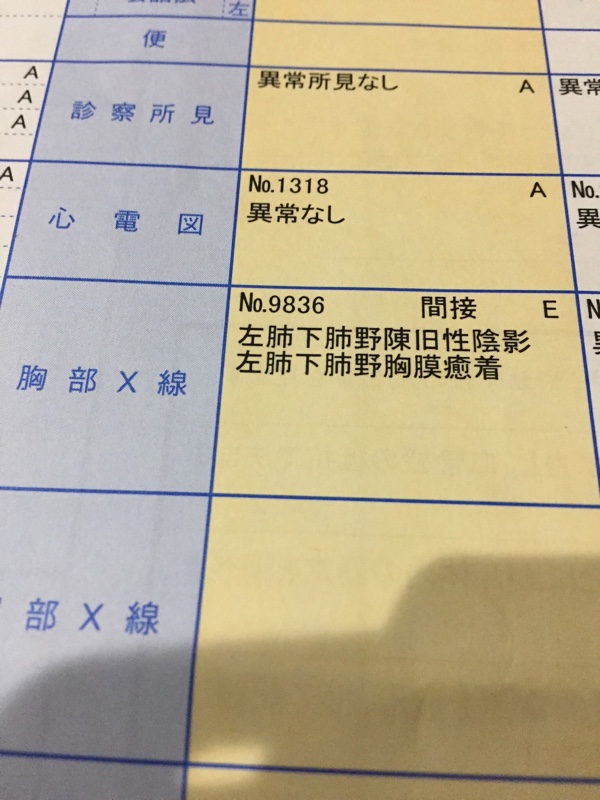 左
便
A
A
A
診察所見
異常所見なし A
異常
A
心電図
No.1318 A
異常なし
No.
異
胸部X線
No.9836 間接 E
左肺下肺野陳旧性陰影
左肺下肺野胸膜癒着
N
部X線